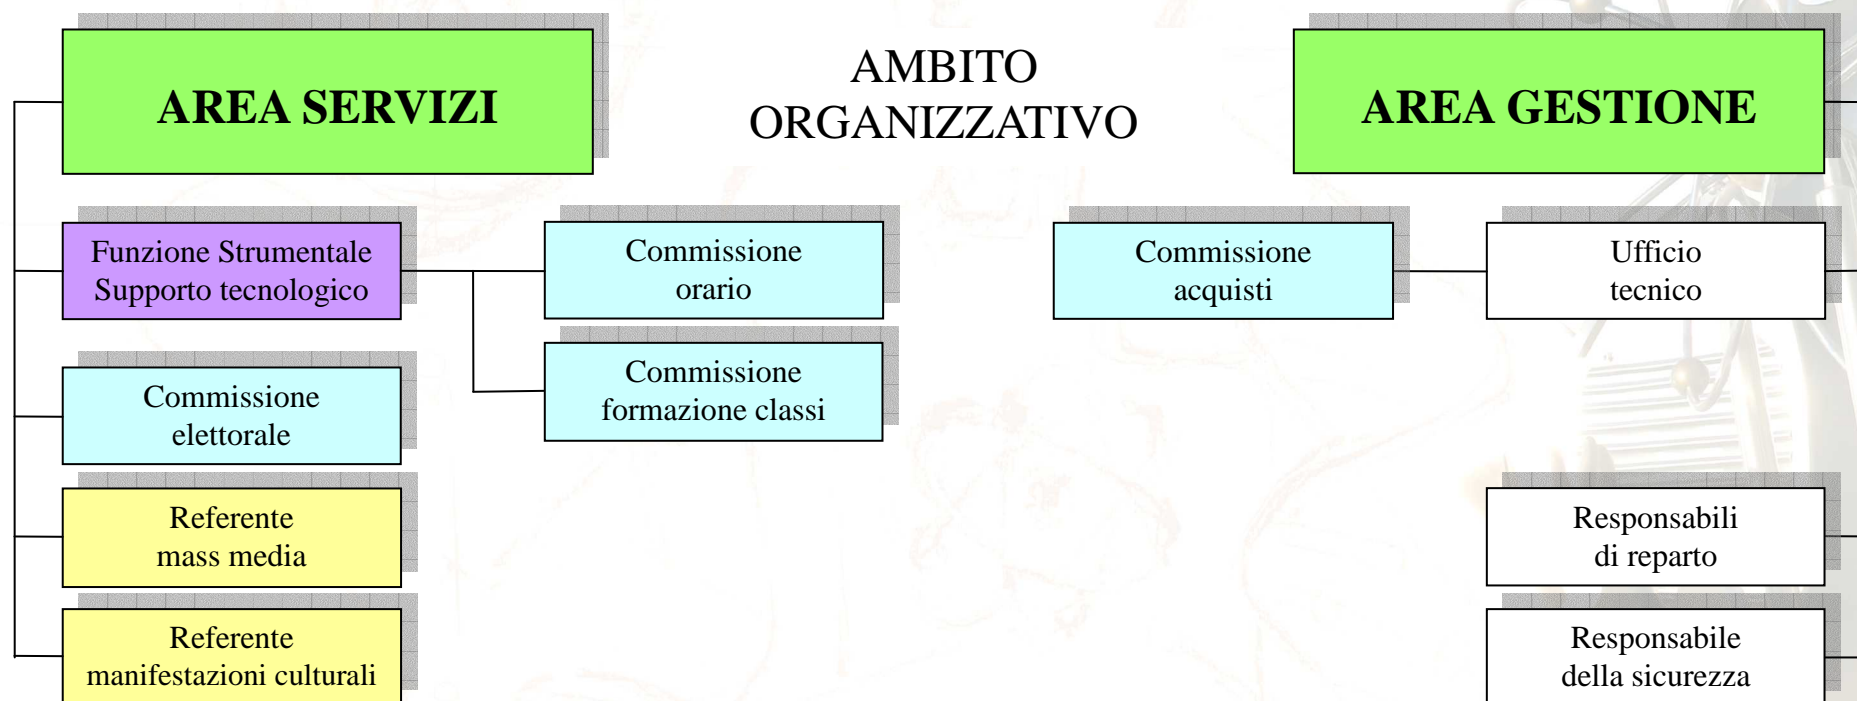 AREA SERVIZI
AMBITO
ORGANIZZATIVO
AREA GESTIONE
Funzione Strumentale
Supporto tecnologico
Commissione
orario
Commissione
acquisti
Ufficio
tecnico
Commissione
elettorale
Commissione
formazione classi
Referente
mass media
Responsabili
di reparto
Referente
manifestazioni culturali
Responsabile
della sicurezza